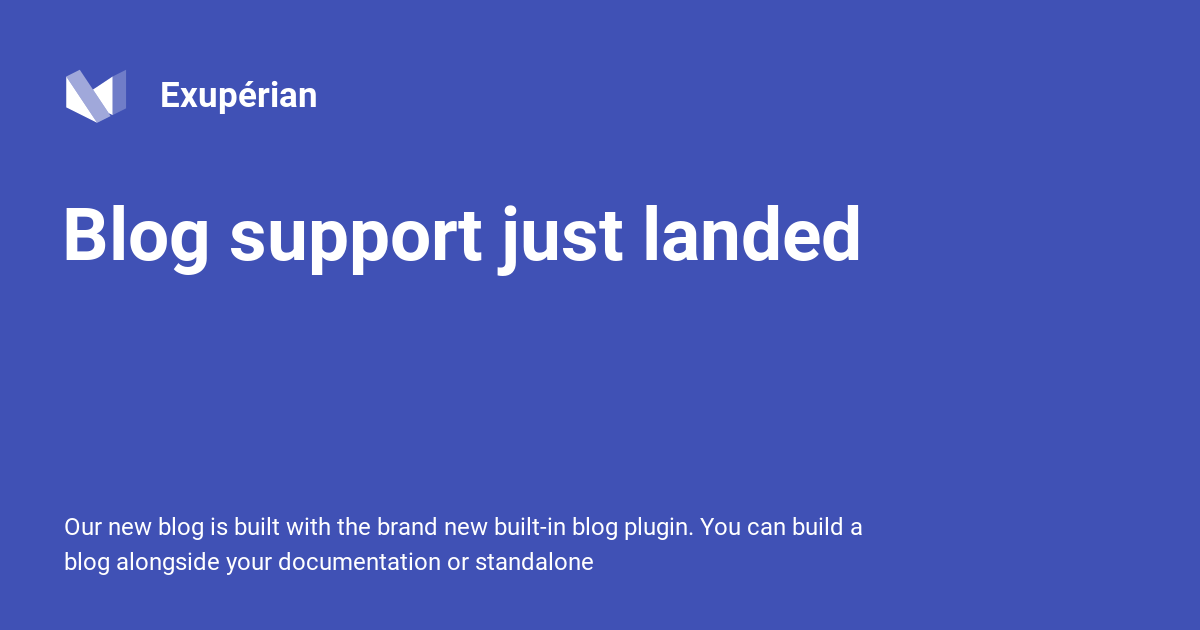 Exupérian
Blog support just landed
Our new blog is built with the brand new built-in blog plugin. You can build a
blog alongside your documentation or standalone